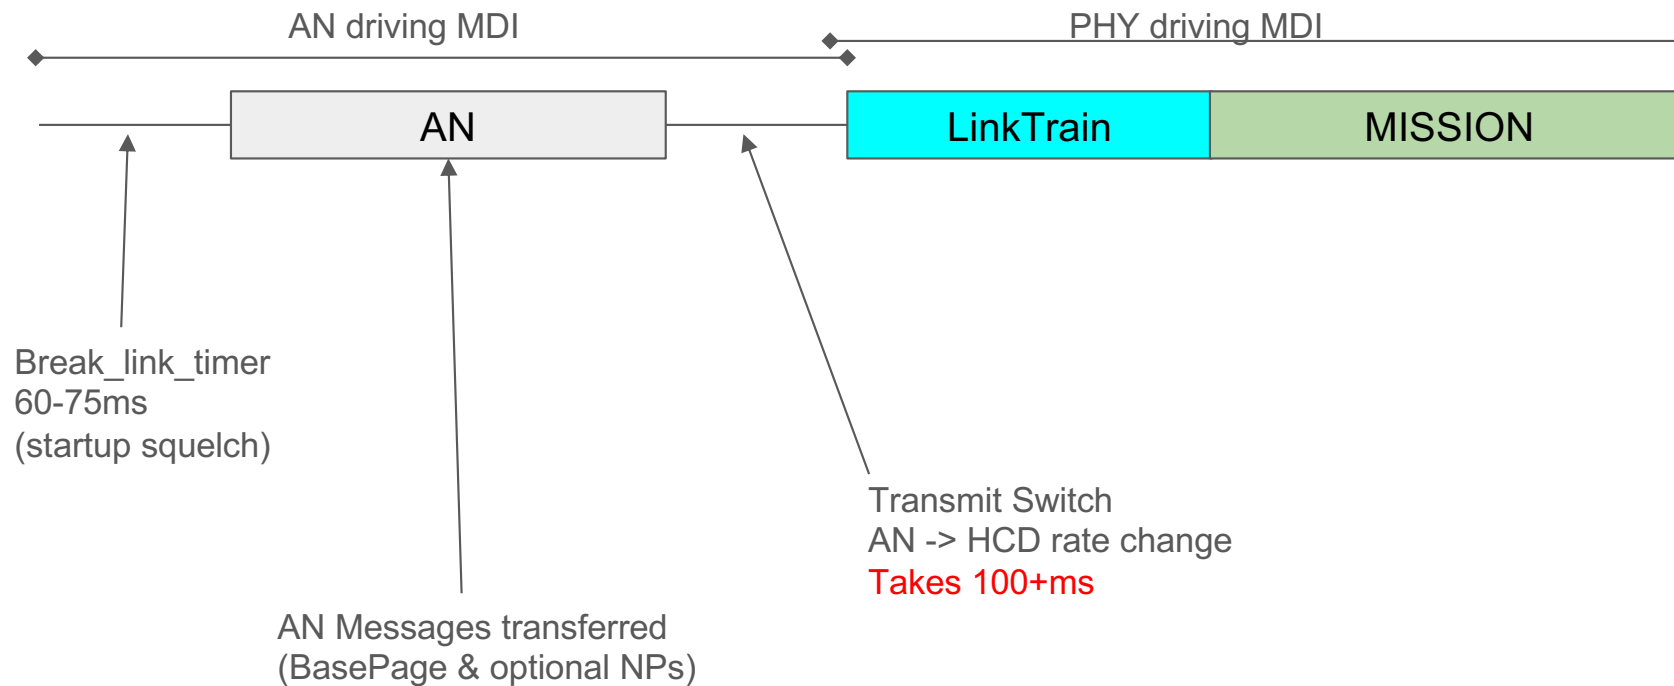 AN driving MDI
PHY driving MDI
AN
LinkTrain
MISSION
Break_link_timer
60-75ms
(startup squelch)
Transmit Switch
AN -> HCD rate change
Takes 100+ms
AN Messages transferred
(BasePage & optional NPs)